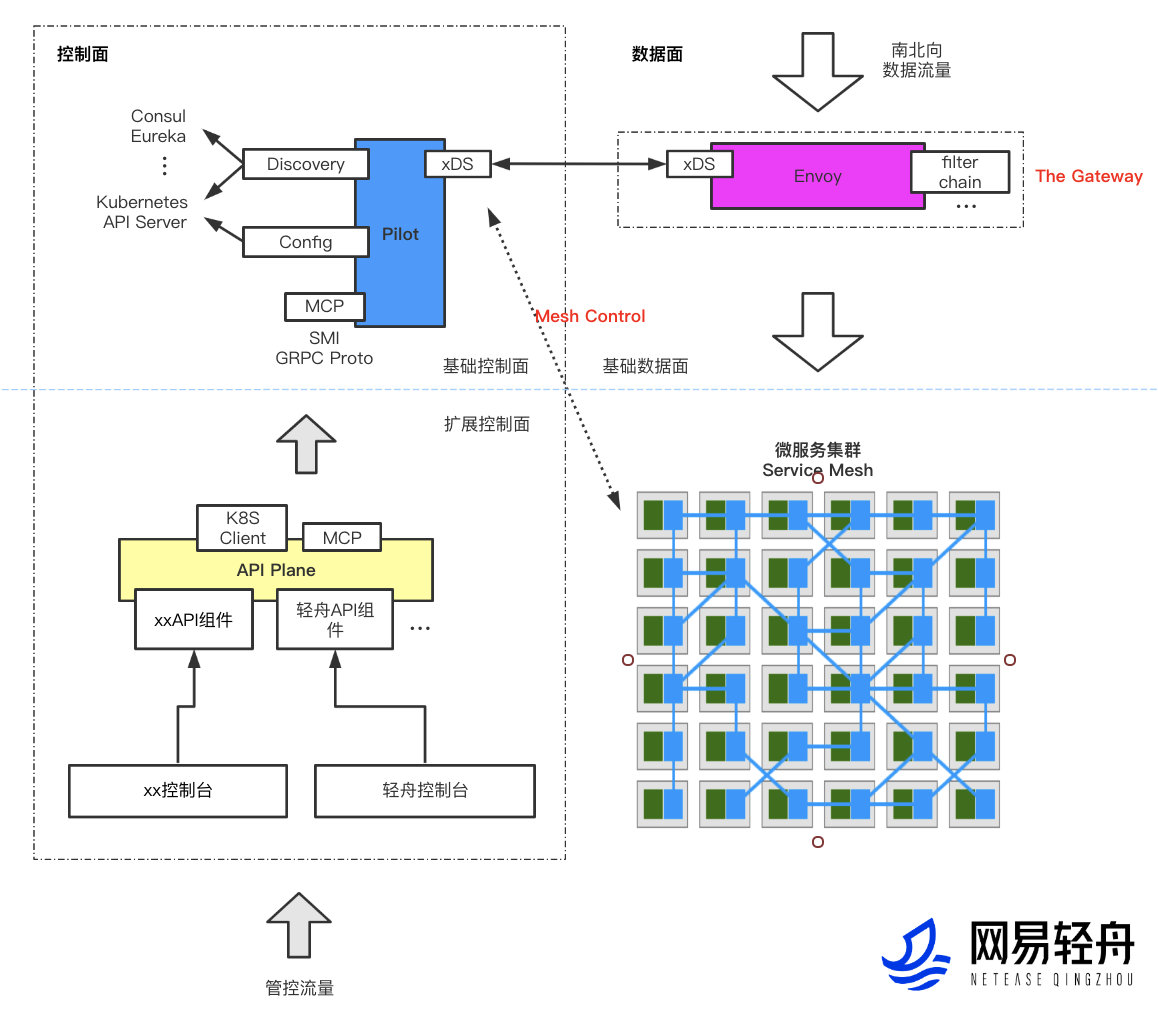 控制面
数据面
南北向
数据流量
Consul
Eureka
Discovery
xDS
Kubernetes
API Server
Config
Pilot
MCP
SMI
GRPC Proto
xDS
Envoy
filter
chain
...
The Gateway
Mesh Control
基础控制面
基础数据面
扩展控制面
微服务集群
Service Mesh
K8S
Client
MCP
API Plane
xxAPI组件
轻舟API组
件
...
xx控制台
轻舟控制台
管控流量
网易轻舟
NETEASE QINGZHOU